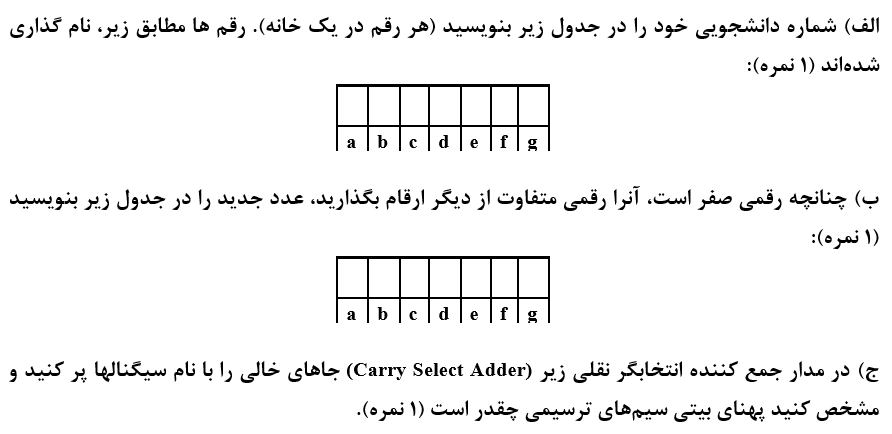 الف) شماره دانشجویی خود را در جدول زیر بنویسید (هر رقم در یک خانه). رقم ها مطابق زیر، نام گذاری
شده‌اند (۱ نمره):
a b c d e f g
ب) چنانچه رقمی صفر است، آنرا رقمی متفاوت از دیگر ارقام بگذارید، عدد جدید را در جدول زیر بنویسید
(۱ نمره):
a b c d e f g
ج) در مدار جمع کننده انتخابگر نقلی زیر (Carry Select Adder) جاهای خالی را با نام سیگنالها پر کنید و
مشخص کنید پهنای بیتی سیم‌های ترسیمی چقدر است (۱ نمره).